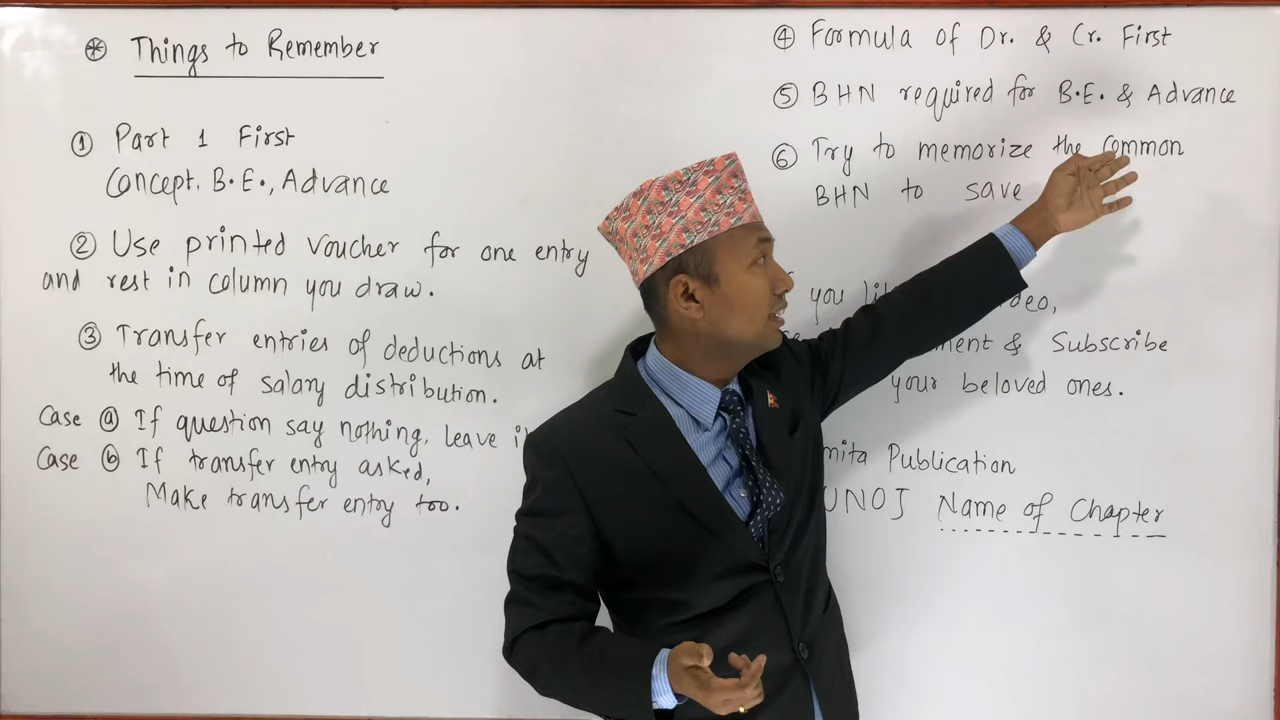 * Things to Remember
① Part 1 First
Concept, B.E., Advance
② Use printed Voucher for one entry
and rest in column you draw.
③ Transfer entries of deductions at
the time of salary distribution.
Case ⓐ If question say nothing, leave
Case ⓑ If transfer entry asked,
Make transfer entry too.
④ Formula of Dr. & Cr. First
⑤ BHN required for B.E. & Advance
⑥ Try to memorize the Common
BHN to save
you
& Subscribe
your beloved ones.
Publication
Name of Chapter